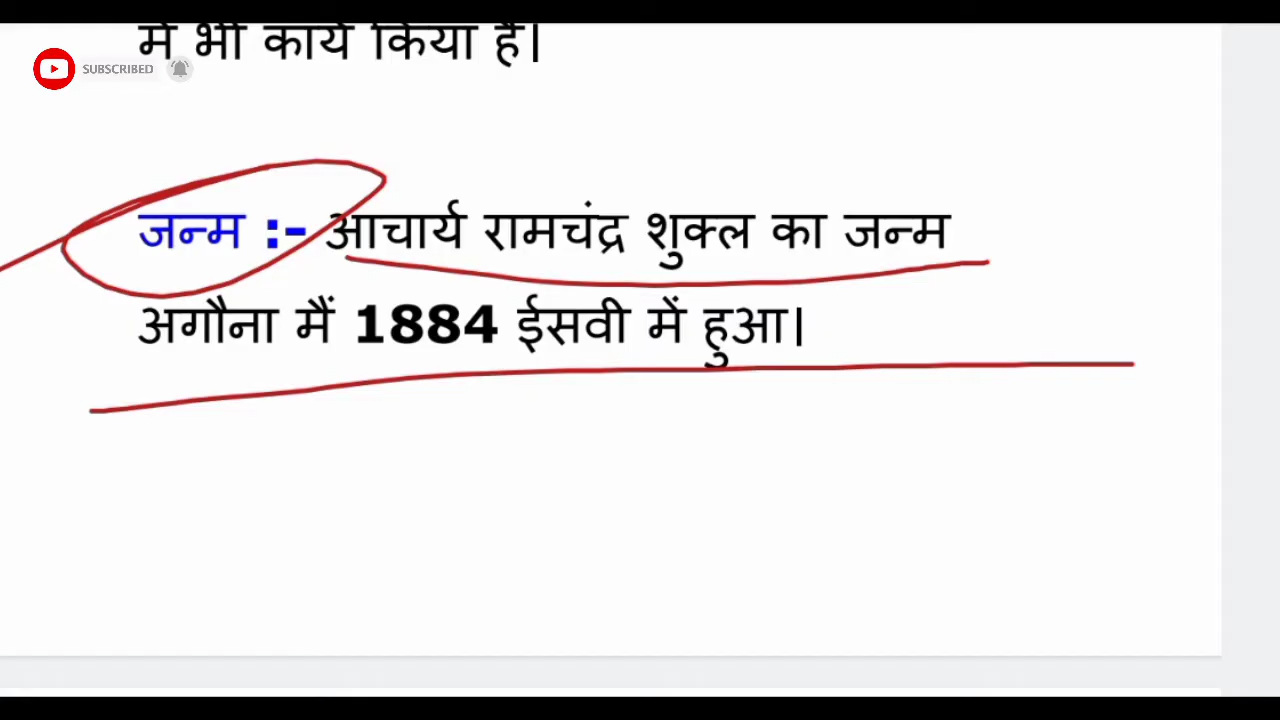 में भी कार्य किया है।
SUBSCRIBED
जन्म :- आचार्य रामचंद्र शुक्ल का जन्म
अगौना मैं 1884 ईसवी में हुआ।